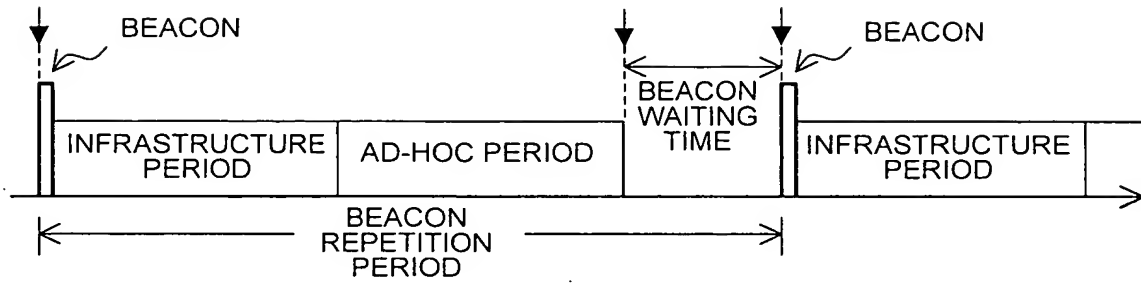 BEACON
BEACON
BEACON
WAITING
TIME
INFRASTRUCTURE
PERIOD
AD-HOC PERIOD
INFRASTRUCTURE
PERIOD
BEACON
REPETITION
PERIOD